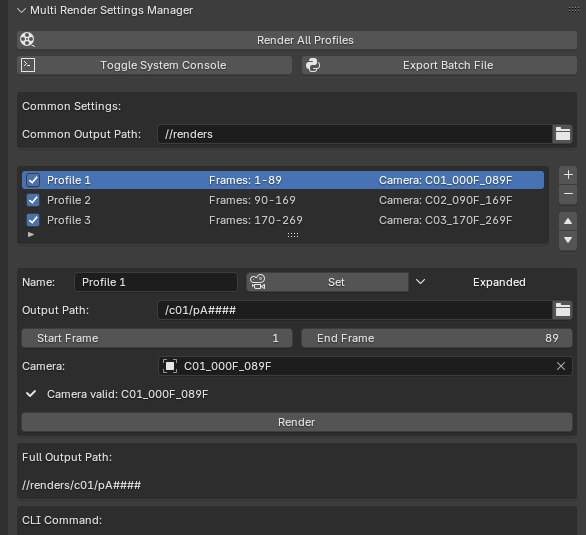 Multi Render Settings Manager
Render All Profiles
Toggle System Console Export Batch File
Common Settings:
Common Output Path: //renders
Profile 1 Frames: 1-89 Camera: C01_000F_089F
Profile 2 Frames: 90-169 Camera: C02_090F_169F
Profile 3 Frames: 170-269 Camera: C03_170F_269F
Name: Profile 1 Set Expanded
Output Path: /c01/pA####
Start Frame 1 End Frame 89
Camera: C01_000F_089F
Camera valid: C01_000F_089F
Render
Full Output Path:
//renders/c01/pA####
CLI Command: